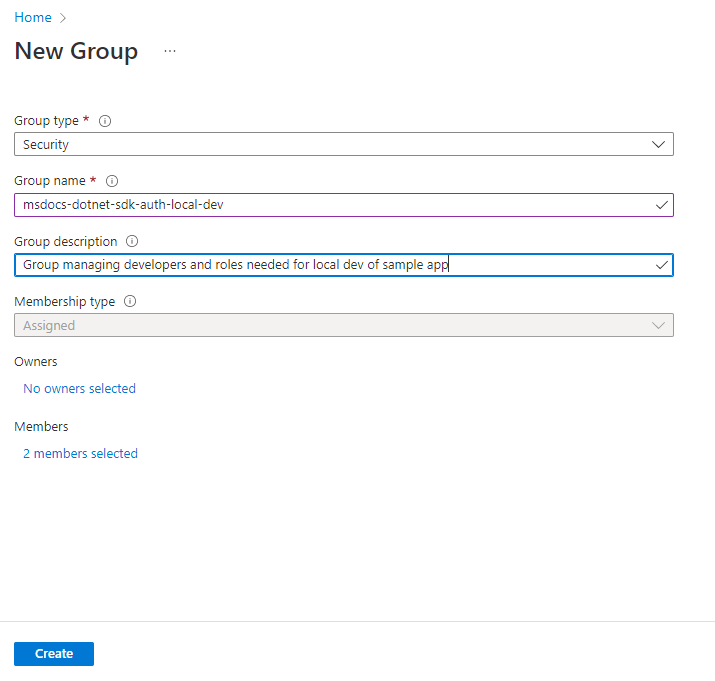 Home
New Group
Group type *
Security
Group name *
msdocs-dotnet-sdk-auth-local-dev
Group description
Group managing developers and roles needed for local dev of sample app
Membership type
Assigned
Owners
No owners selected
Members
2 members selected
Create